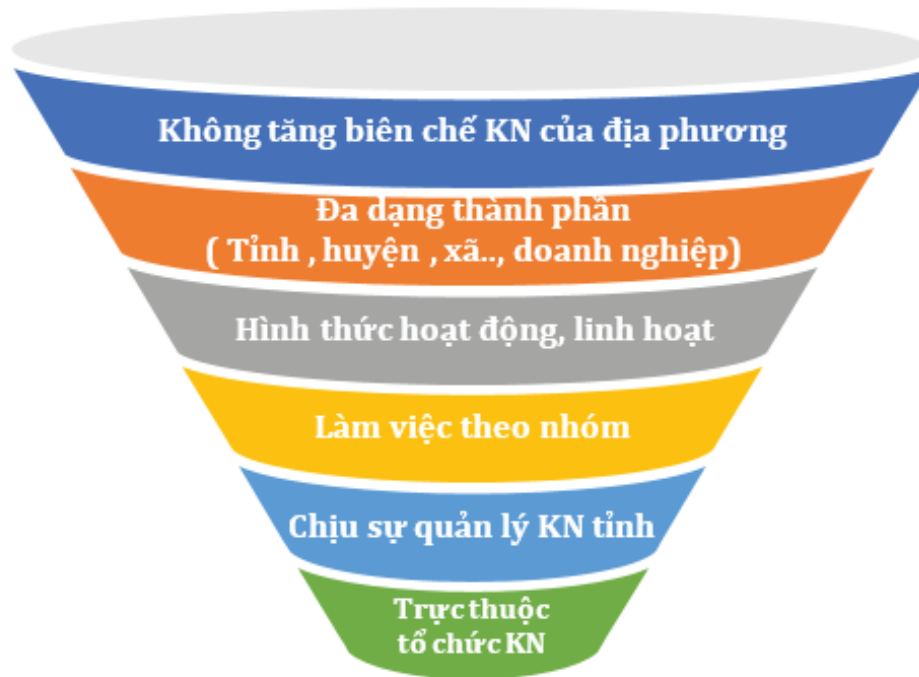 Không tăng biên chế KN của địa phương
Đa dạng thành phần
( Tỉnh , huyện , xã.., doanh nghiệp)
Hình thức hoạt động, linh hoạt
Làm việc theo nhóm
Chịu sự quản lý KN tỉnh
Trực thuộc
tổ chức KN